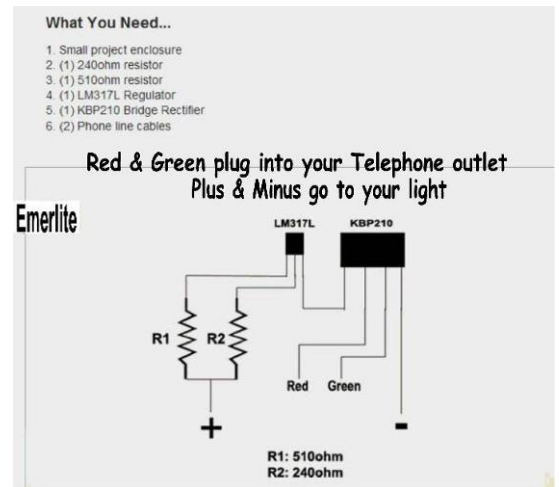 What You Need...
1. Small project enclosure
2. (1) 240ohm resistor
3. (1) 510ohm resistor
4. (1) LM317L Regulator
5. (1) KBP210 Bridge Rectifier
6. (2) Phone line cables
Red & Green plug into your Telephone outlet
Plus & Minus go to your light
Emerlite
LM317L KBP210
R1 R2
Red Green
+ -
R1: 510ohm
R2: 240ohm